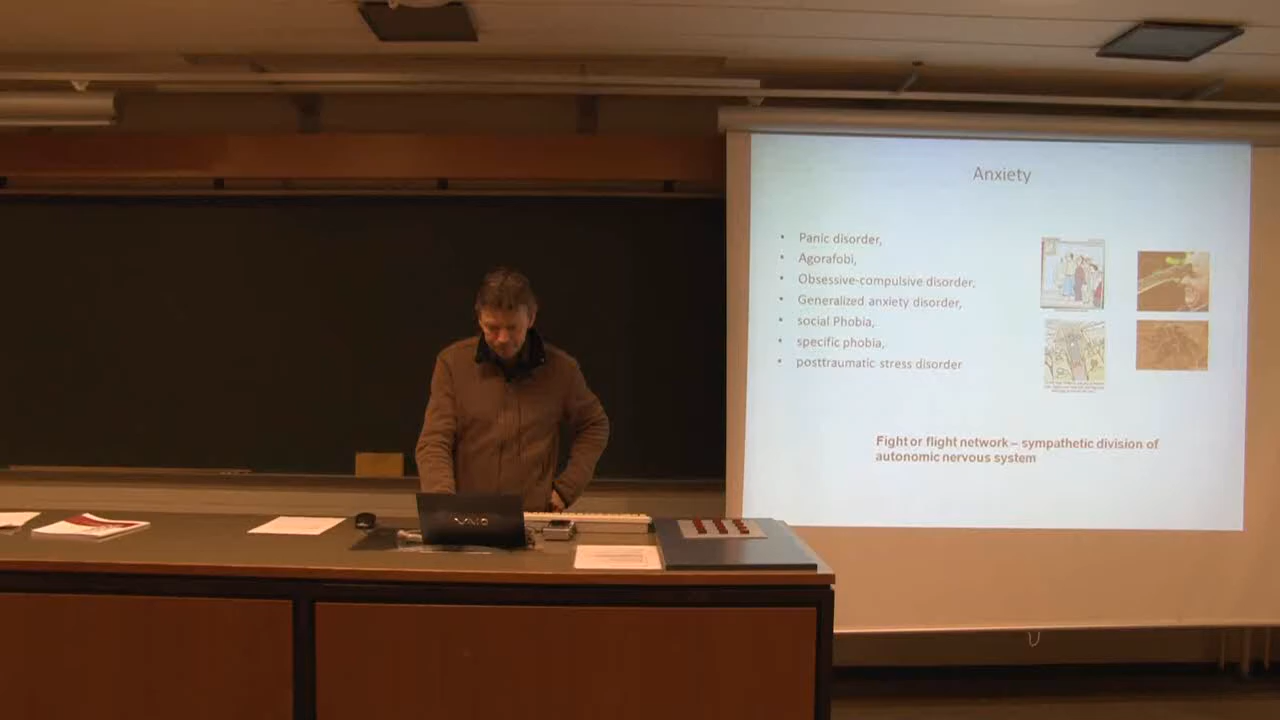 Anxiety
• Panic disorder,
• Agorafobi,
• Obsessive-compulsive disorder,
• Generalized anxiety disorder,
• social Phobia,
• specific phobia,
• posttraumatic stress disorder
Fight or flight network – sympathetic division of
autonomic nervous system
VAIO